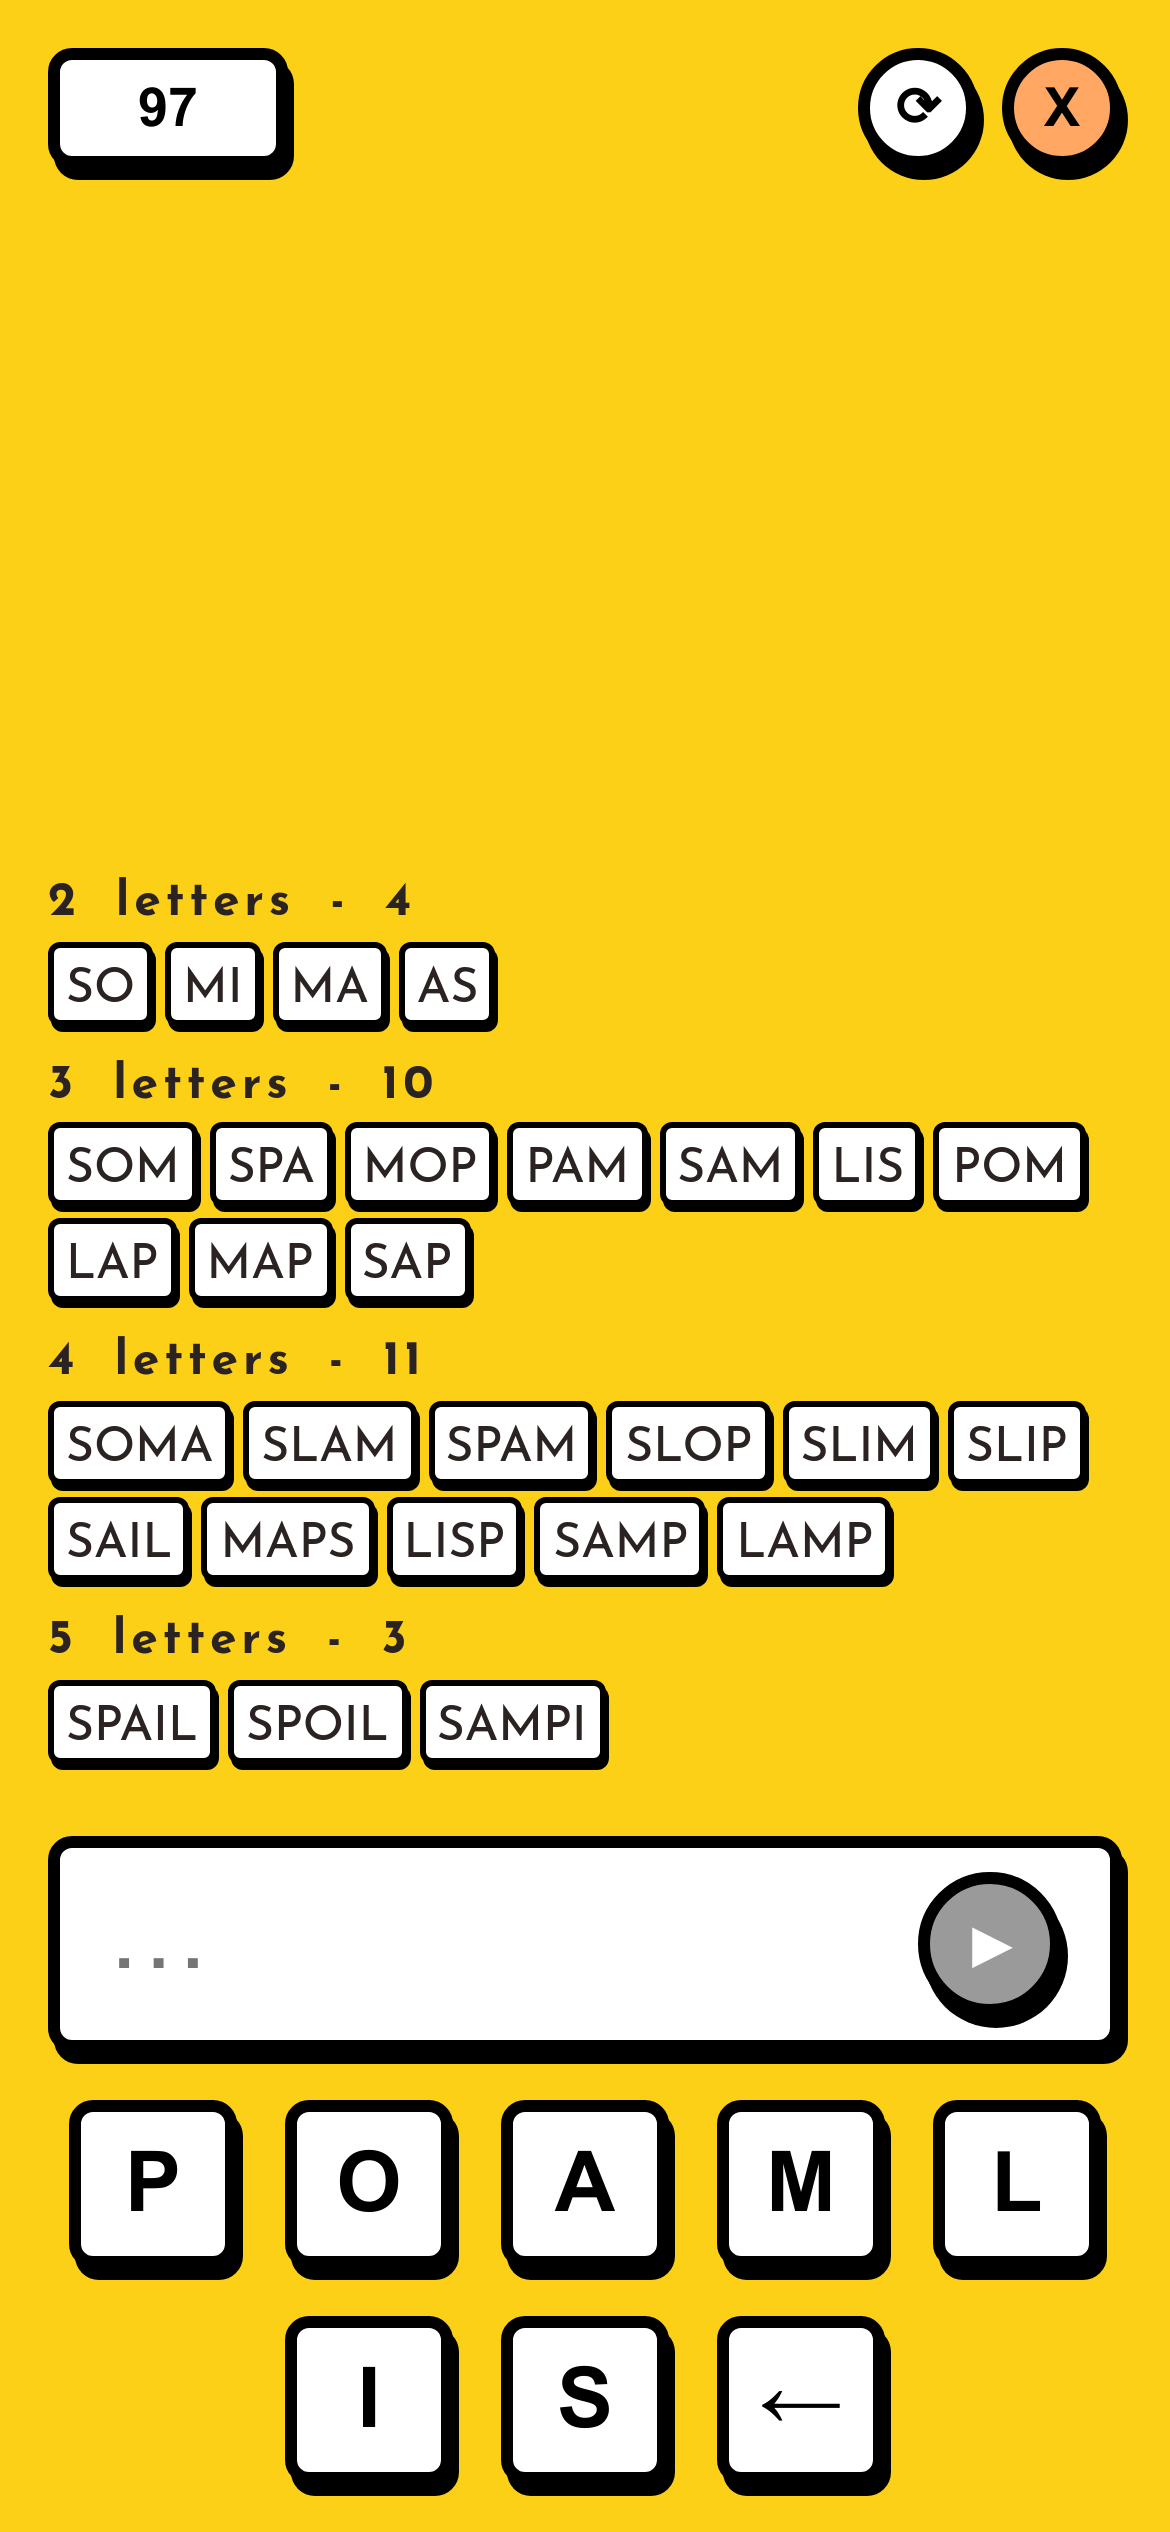 97 ⟳ X
2 letters - 4
SO MI MA AS
3 letters - 10
SOM SPA MOP PAM SAM LIS POM
LAP MAP SAP
4 letters - 11
SOMA SLAM SPAM SLOP SLIM SLIP
SAIL MAPS LISP SAMP LAMP
5 letters - 3
SPAIL SPOIL SAMPI
...
P O A M L
I S ←